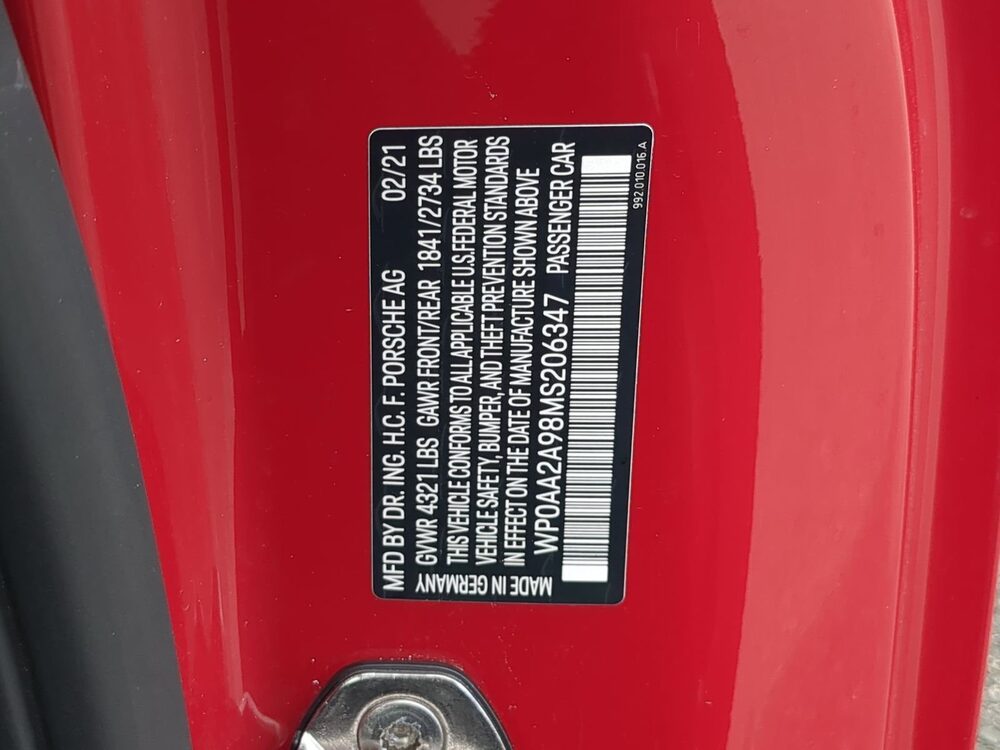 MFD BY DR. ING. H.C. F. PORSCHE AG 02/21
GVWR 4321 LBS GAWR FRONT/REAR 1841/2734 LBS
THIS VEHICLE CONFORMS TO ALL APPLICABLE U.S.FEDERAL MOTOR
VEHICLE SAFETY, BUMPER, AND THEFT PREVENTION STANDARDS
IN EFFECT ON THE DATE OF MANUFACTURE SHOWN ABOVE
WP0AA2A98MS206347 PASSENGER CAR
MADE IN GERMANY
992.010.016 A